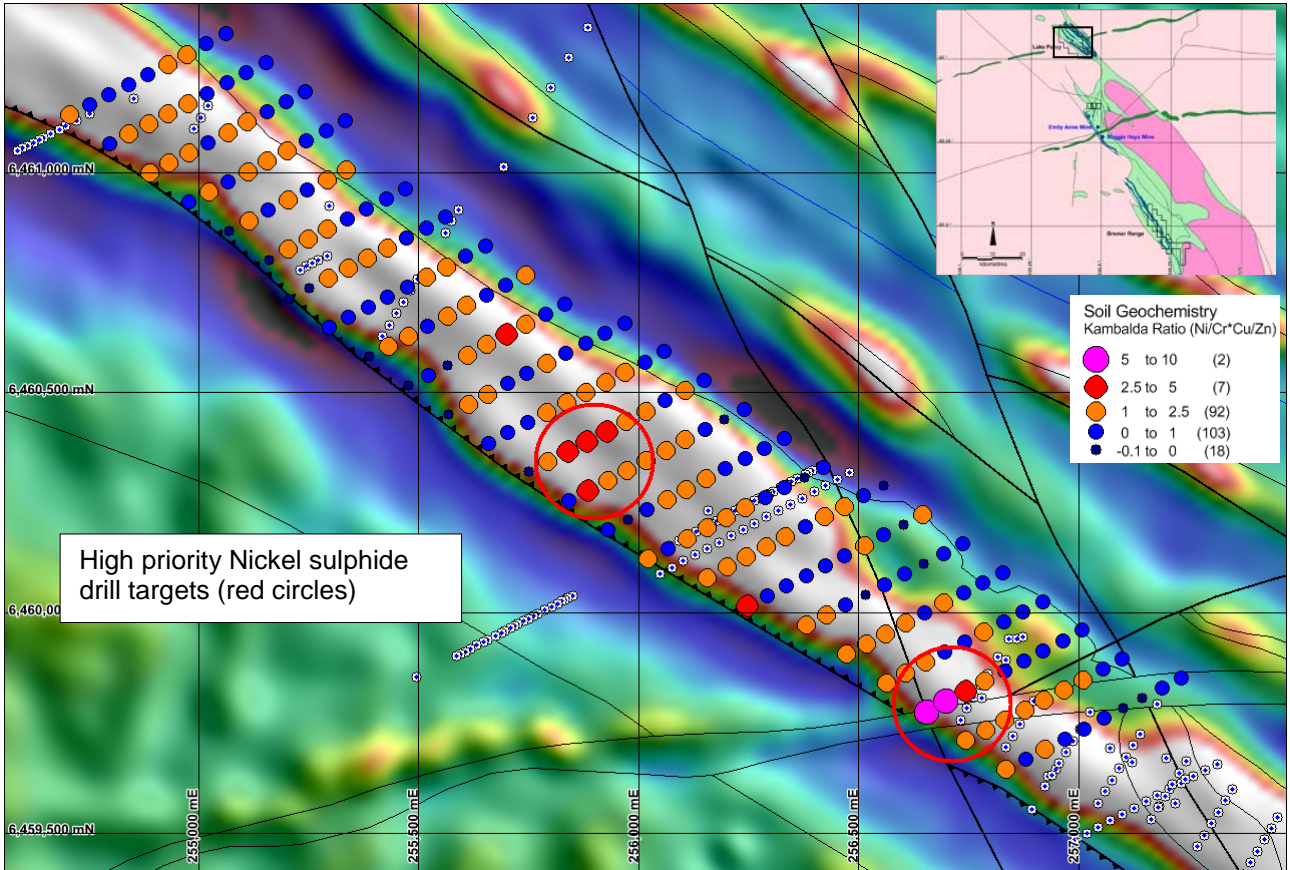 Lake Percy
Emily Anne Mine
Maggie Hays Mine
Bremer Range
6,461,000 mN
Soil Geochemistry
Kambalda Ratio (Ni/Cr*Cu/Zn)
5 to 10 (2)
2.5 to 5 (7)
1 to 2.5 (92)
0 to 1 (103)
-0.1 to 0 (18)
6,460,500 mN
High priority Nickel sulphide
drill targets (red circles)
6,460,00
6,459,500 mN
255,000 mE
255,500 mE
256,000 mE
256,500 mE
257,000 mE